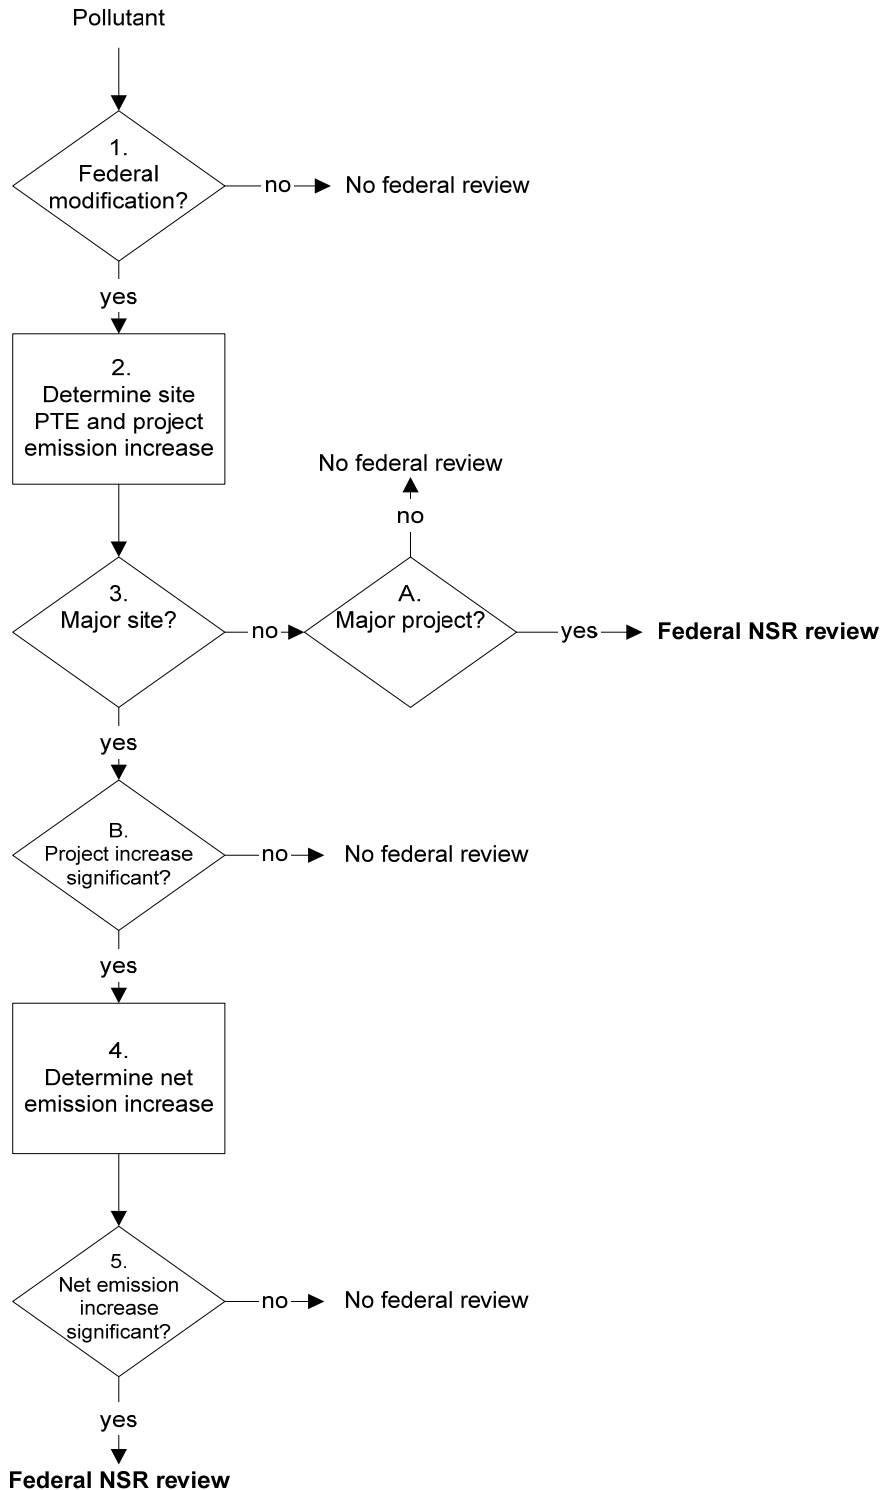 Pollutant
1.
Federal
modification?
no
No federal review
yes
2.
Determine site
PTE and project
emission increase
No federal review
no
3.
Major site?
no
A.
Major project?
yes
Federal NSR review
yes
B.
Project increase
significant?
no
No federal review
yes
4.
Determine net
emission increase
5.
Net emission
increase
significant?
no
No federal review
yes
Federal NSR review